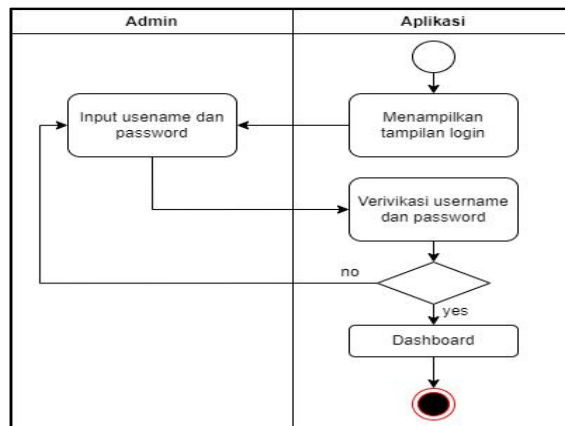 Admin
Aplikasi
Menampilkan
tampilan login
Input usename dan
password
Verivikasi username
dan password
no
yes
Dashboard